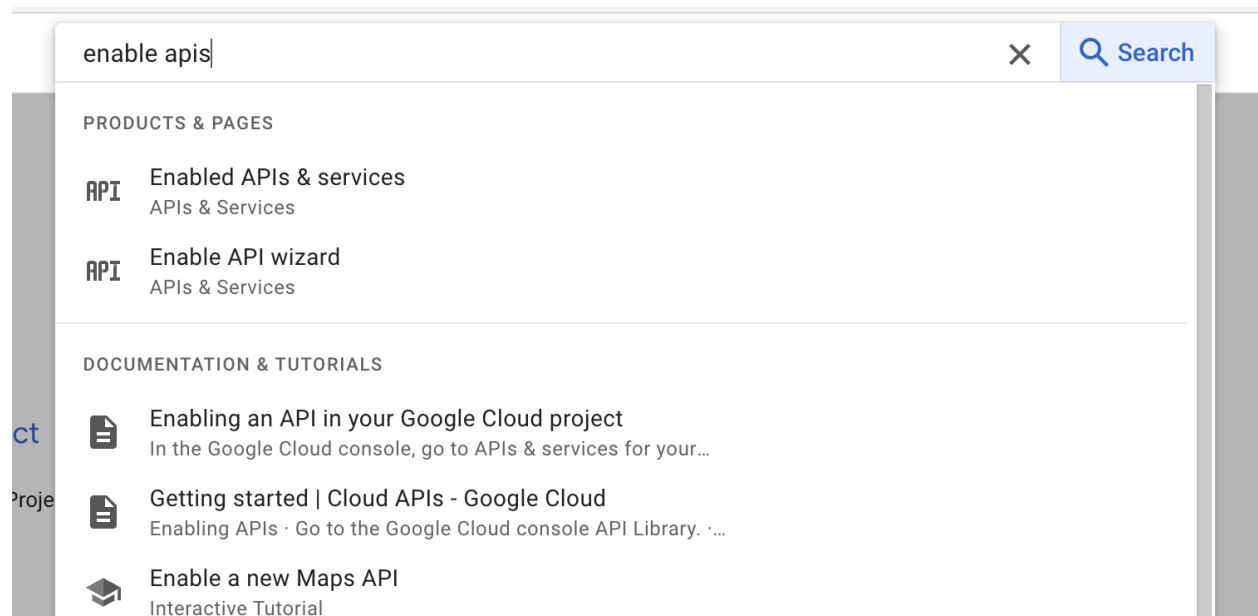 enable apis
Search
PRODUCTS & PAGES
API
Enabled APIs & services
APIs & Services
API
Enable API wizard
APIs & Services
DOCUMENTATION & TUTORIALS
Enabling an API in your Google Cloud project
In the Google Cloud console, go to APIs & services for your…
ct
Getting started | Cloud APIs - Google Cloud
Proje
Enabling APIs · Go to the Google Cloud console API Library. ·…
Enable a new Maps API
Interactive Tutorial